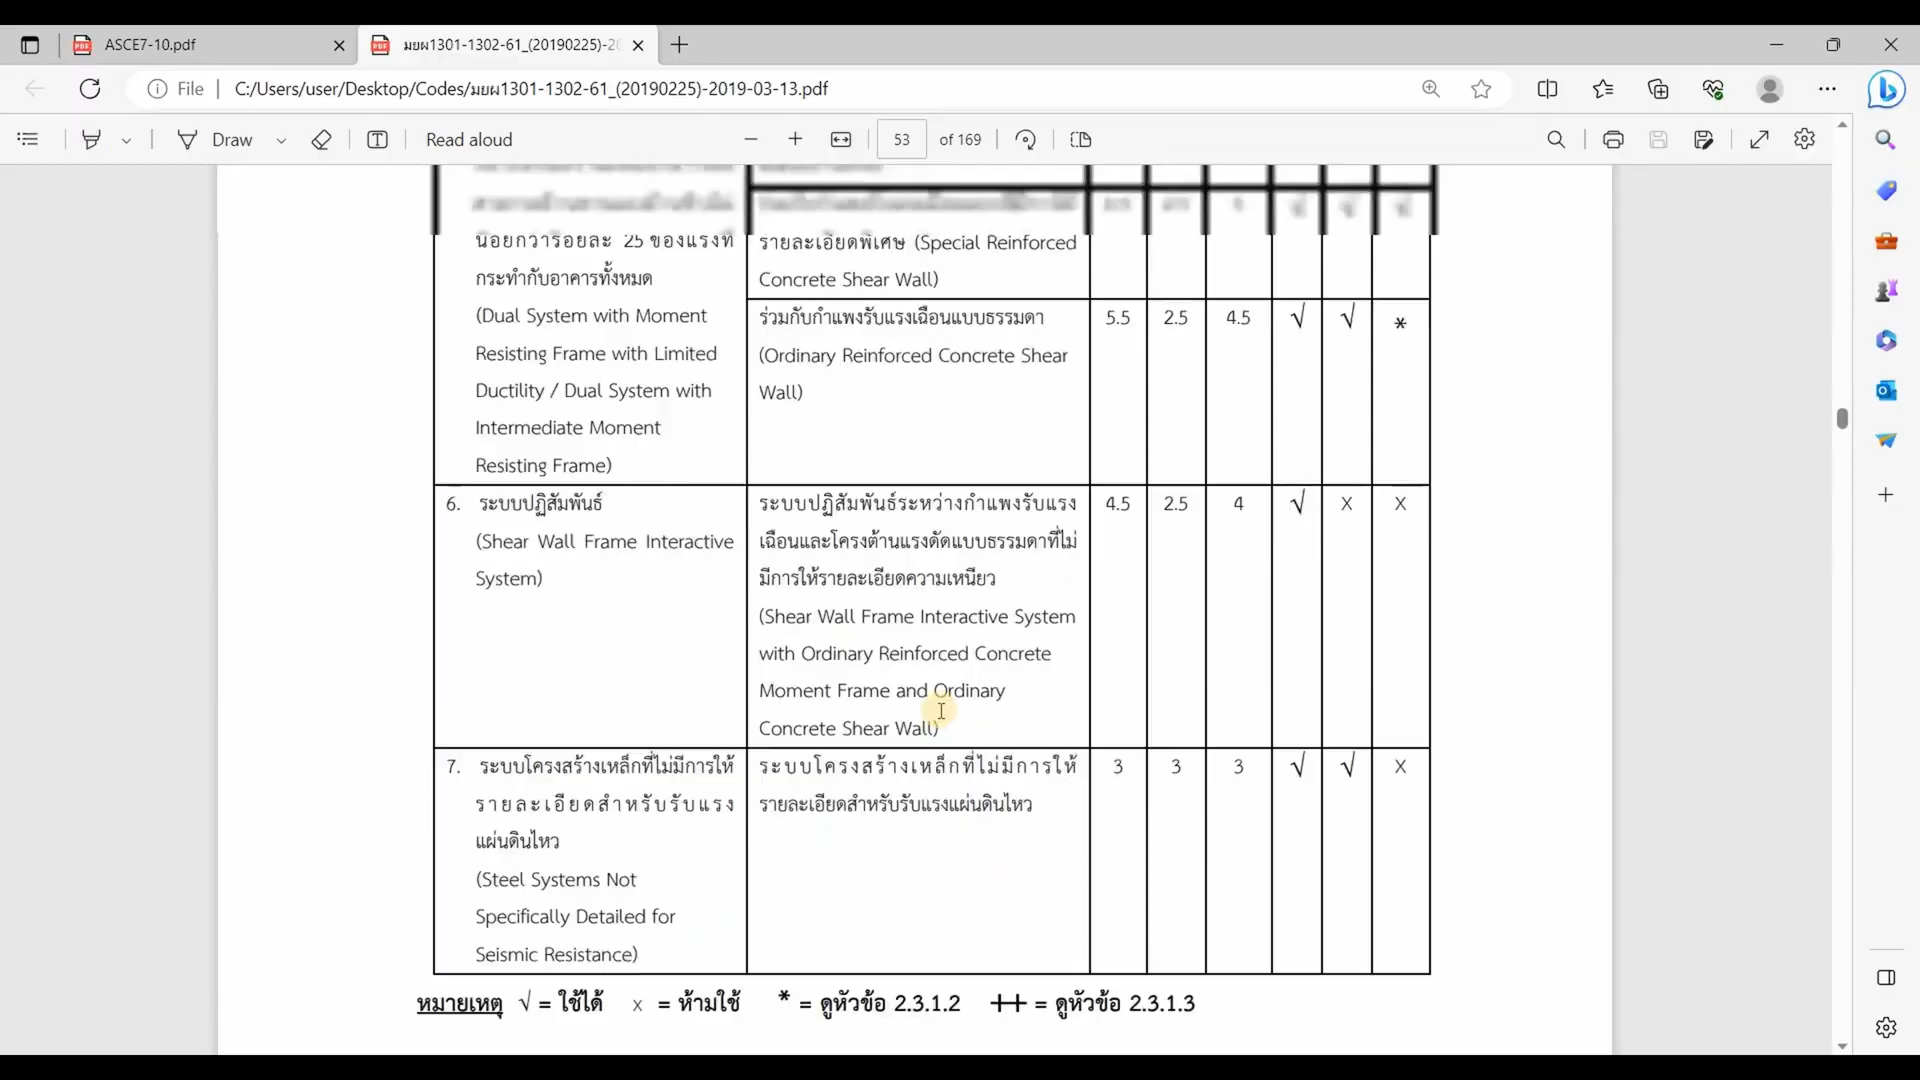 ASCE7-10.pdf
มยผ1301-1302-61_(20190225)-20
File
C:/Users/user/Desktop/Codes/มยผ1301-1302-61_(20190225)-2019-03-13.pdf
Draw
Read aloud
53 of 169
น้อยกว่าร้อยละ 25 ของแรงที่
กระทำกับอาคารทั้งหมด
(Dual System with Moment
Resisting Frame with Limited
Ductility / Dual System with
Intermediate Moment
Resisting Frame)
รายละเอียดพิเศษ (Special Reinforced
Concrete Shear Wall)
ร่วมกับกำแพงรับแรงเฉือนแบบธรรมดา
(Ordinary Reinforced Concrete Shear
Wall)
5.5 2.5 4.5 √ √ *
6. ระบบปฏิสัมพันธ์
(Shear Wall Frame Interactive
System)
ระบบปฏิสัมพันธ์ระหว่างกำแพงรับแรง
เฉือนและโครงต้านแรงดัดแบบธรรมดาที่ไม่
มีการให้รายละเอียดความเหนียว
(Shear Wall Frame Interactive System
with Ordinary Reinforced Concrete
Moment Frame and Ordinary
Concrete Shear Wall)
4.5 2.5 4 √ X X
7. ระบบโครงสร้างเหล็กที่ไม่มีการให้
รายละเอียดสำหรับรับแรง
แผ่นดินไหว
(Steel Systems Not
Specifically Detailed for
Seismic Resistance)
ระบบโครงสร้างเหล็กที่ไม่มีการให้
รายละเอียดสำหรับรับแรงแผ่นดินไหว
3 3 3 √ √ X
หมายเหตุ √ = ใช้ได้ x = ห้ามใช้ * = ดูหัวข้อ 2.3.1.2 ++ = ดูหัวข้อ 2.3.1.3